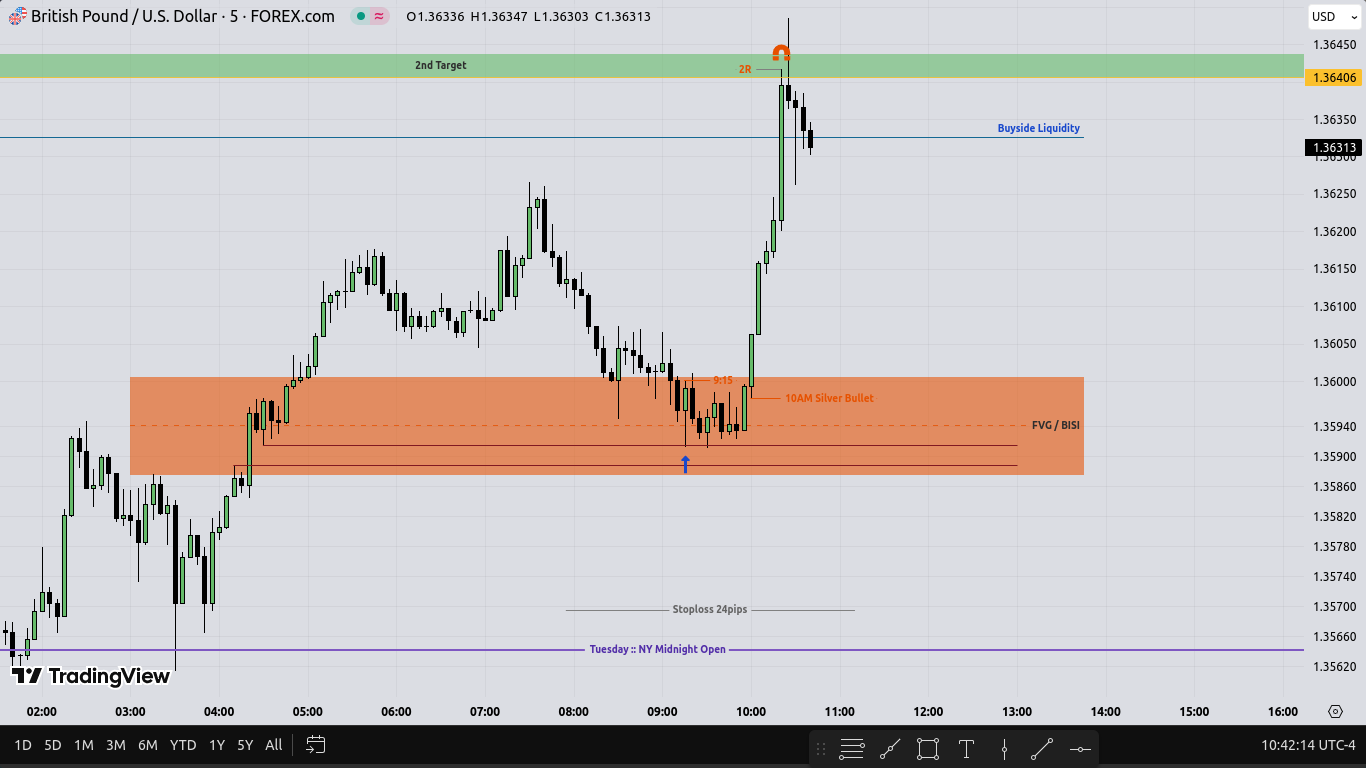 British Pound / U.S. Dollar · 5 · FOREX.com
O1.36336 H1.36347 L1.36303 C1.36313
USD
1.36450
2nd Target
2R
1.36406
1.36350
Buyside Liquidity
1.36313
1.36300
1.36250
1.36200
1.36150
1.36100
1.36050
1.36000
9:15
10AM Silver Bullet
FVG / BISI
1.35940
1.35900
1.35860
1.35820
1.35780
1.35740
1.35700
Stoploss 24pips
1.35660
Tuesday :: NY Midnight Open
1.35620
TradingView
02:00 03:00 04:00 05:00 06:00 07:00 08:00 09:00 10:00 11:00 12:00 13:00 14:00 15:00 16:00
1D 5D 1M 3M 6M YTD 1Y 5Y All
10:42:14 UTC-4